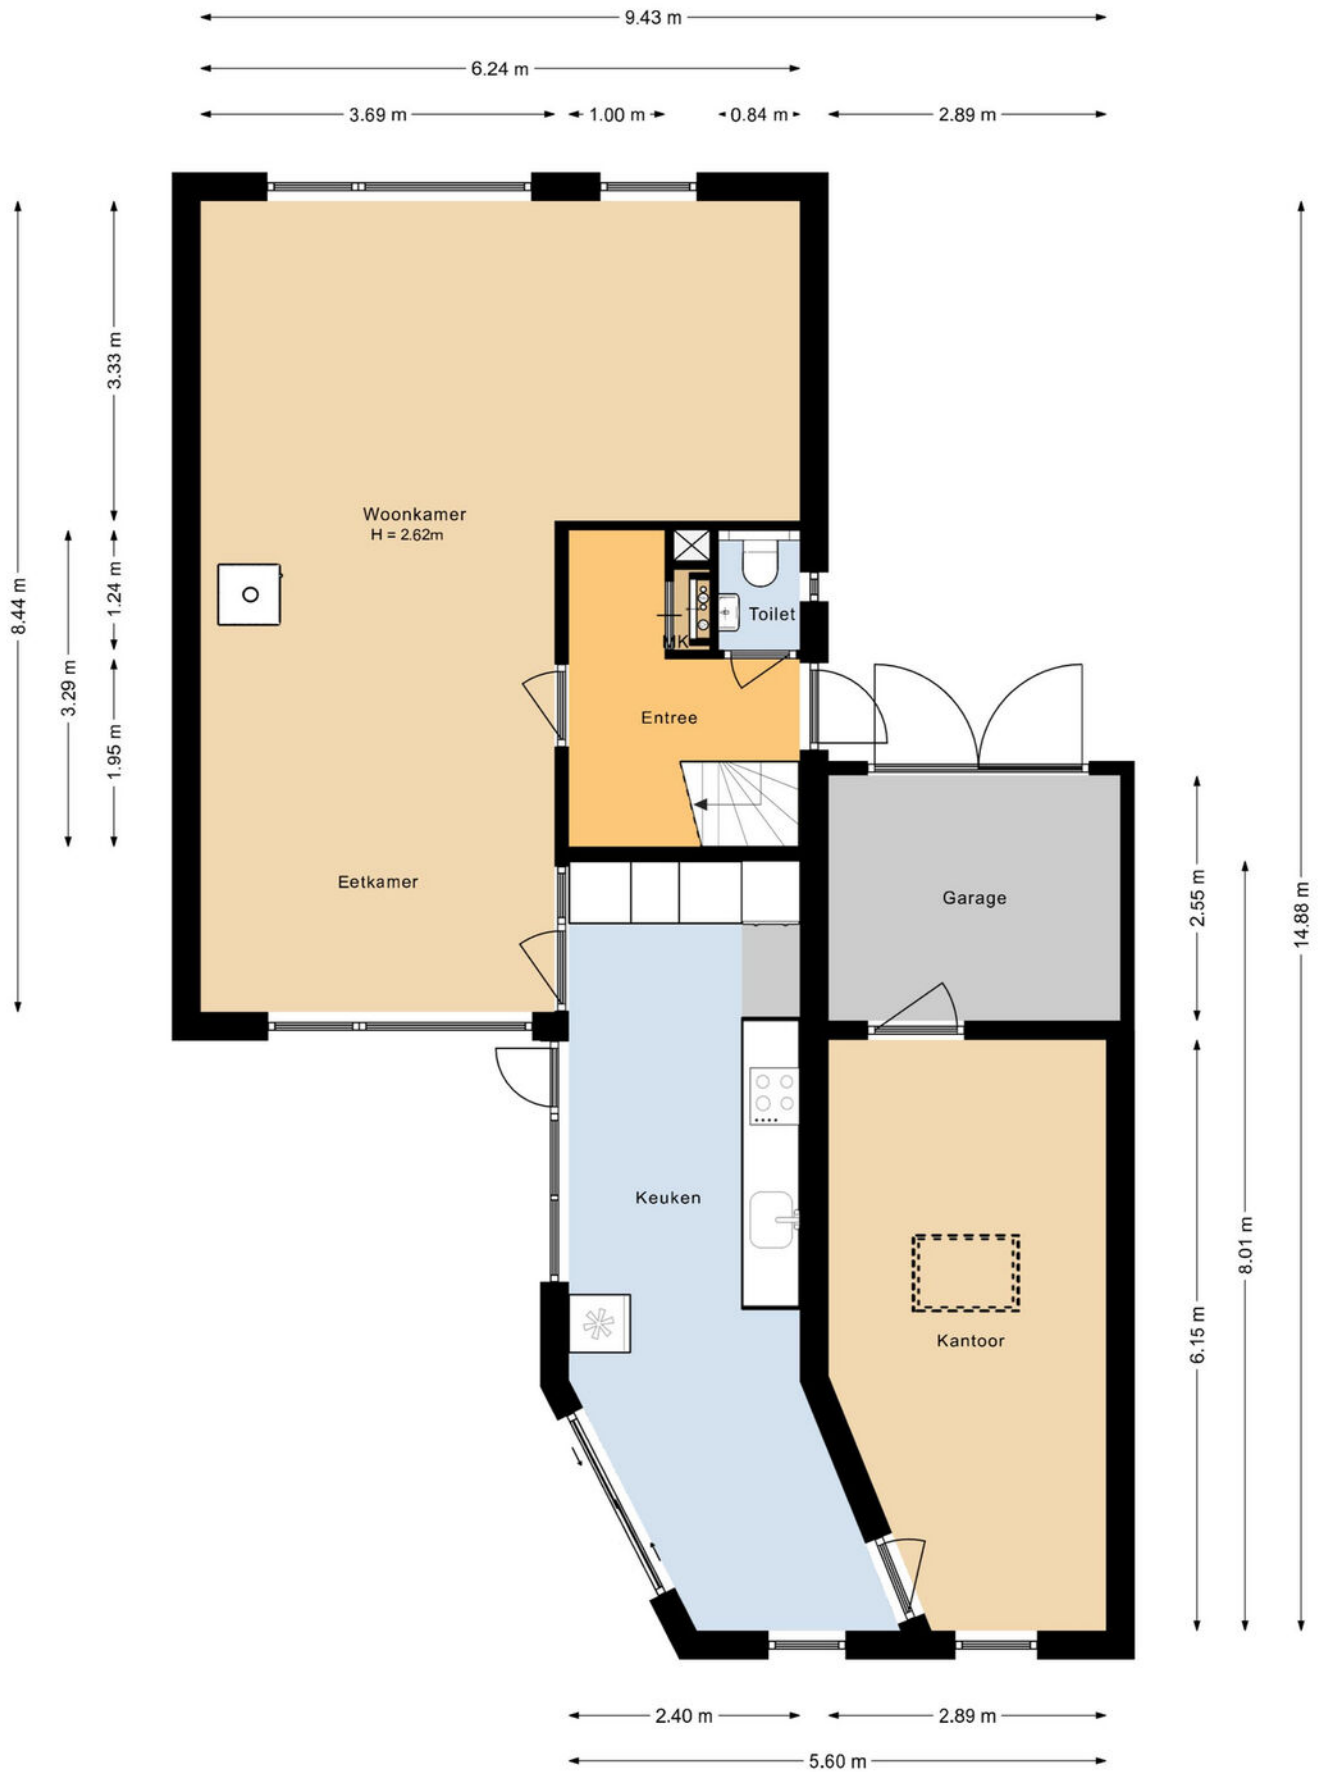 9.43 m
6.24 m
3.69 m
1.00 m
0.84 m
2.89 m
3.33 m
8.44 m
1.24 m
3.29 m
1.95 m
Woonkamer
H = 2.62m
Toilet
MK
Entree
Eetkamer
Garage
2.55 m
14.88 m
Keuken
8.01 m
Kantoor
6.15 m
2.40 m
2.89 m
5.60 m